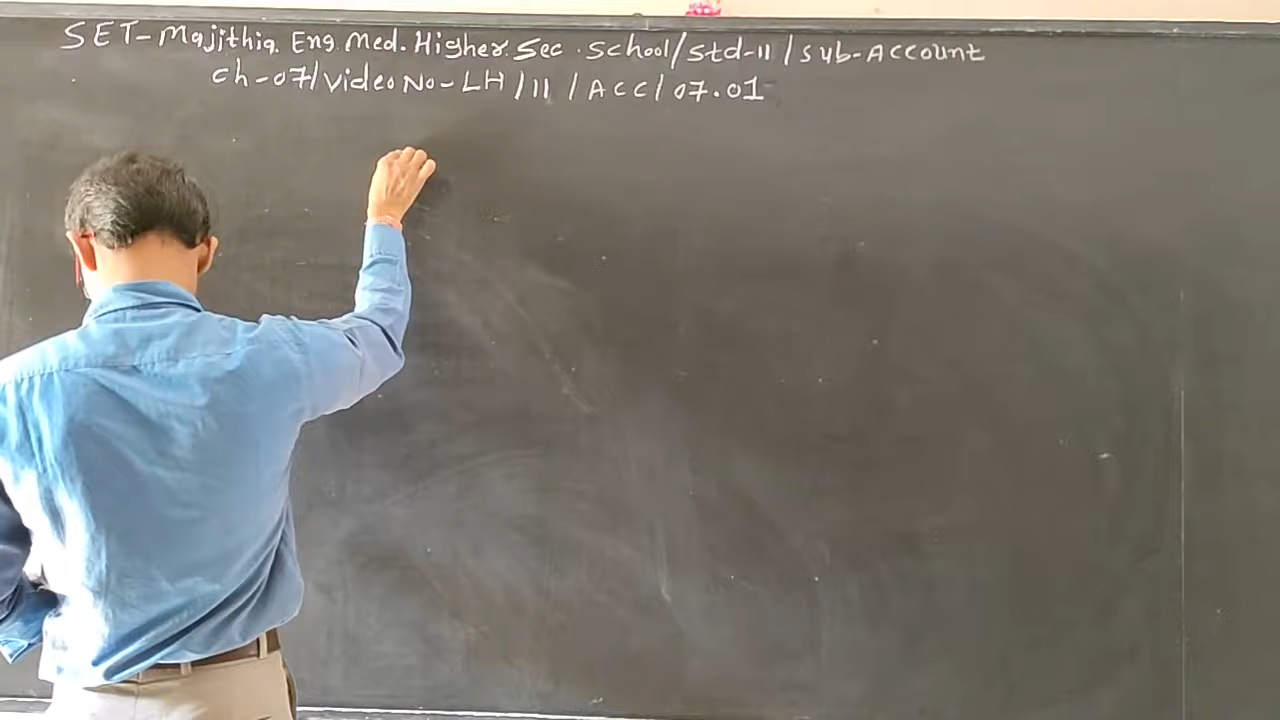 SET-Majithia Eng. Med. Higher. Sec. School/Std-11/Sub-Account
Ch-07/Video No-LH/11/ACC/07.01